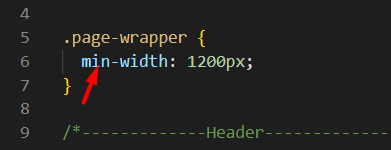 4
5 .page-wrapper {
6 min-width: 1200px;
7 }
8
9 /*-------------Header-------------